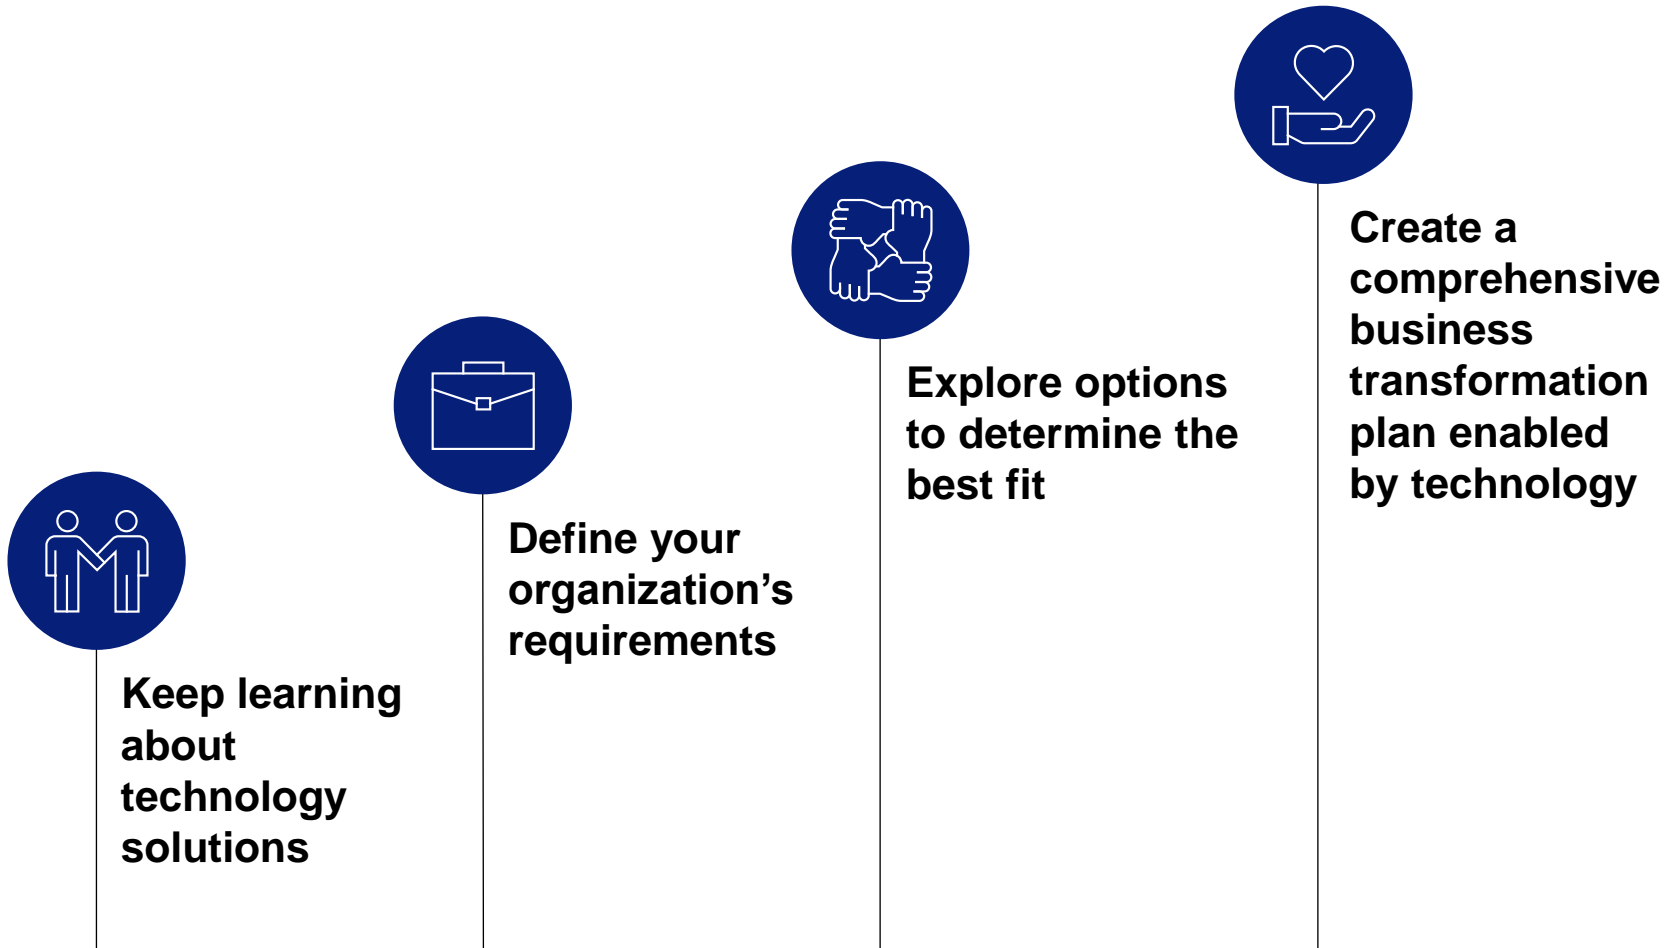 Keep learning
about
technology
solutions
Define your
organization’s
requirements
Explore options
to determine the
best fit
Create a
comprehensive
business
transformation
plan enabled
by technology